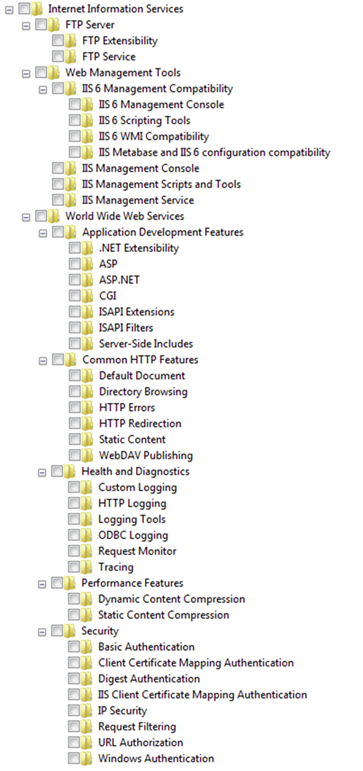 Internet Information Services
FTP Server
FTP Extensibility
FTP Service
Web Management Tools
IIS 6 Management Compatibility
IIS 6 Management Console
IIS 6 Scripting Tools
IIS 6 WMI Compatibility
IIS Metabase and IIS 6 configuration compatibility
IIS Management Console
IIS Management Scripts and Tools
IIS Management Service
World Wide Web Services
Application Development Features
.NET Extensibility
ASP
ASP.NET
CGI
ISAPI Extensions
ISAPI Filters
Server-Side Includes
Common HTTP Features
Default Document
Directory Browsing
HTTP Errors
HTTP Redirection
Static Content
WebDAV Publishing
Health and Diagnostics
Custom Logging
HTTP Logging
Logging Tools
ODBC Logging
Request Monitor
Tracing
Performance Features
Dynamic Content Compression
Static Content Compression
Security
Basic Authentication
Client Certificate Mapping Authentication
Digest Authentication
IIS Client Certificate Mapping Authentication
IP Security
Request Filtering
URL Authorization
Windows Authentication